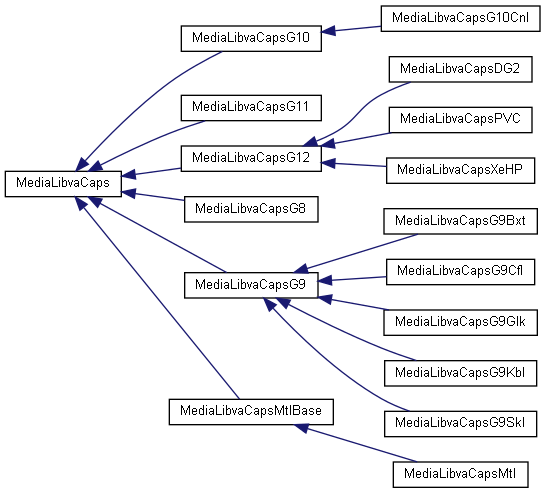 MediaLibvaCapsG10Cnl
MediaLibvaCapsG10
MediaLibvaCapsDG2
MediaLibvaCapsG11
MediaLibvaCapsPVC
MediaLibvaCapsG12
MediaLibvaCapsXeHP
MediaLibvaCaps
MediaLibvaCapsG8
MediaLibvaCapsG9Bxt
MediaLibvaCapsG9Cfl
MediaLibvaCapsG9
MediaLibvaCapsG9Glk
MediaLibvaCapsG9Kbl
MediaLibvaCapsMtlBase
MediaLibvaCapsG9Skl
MediaLibvaCapsMtl